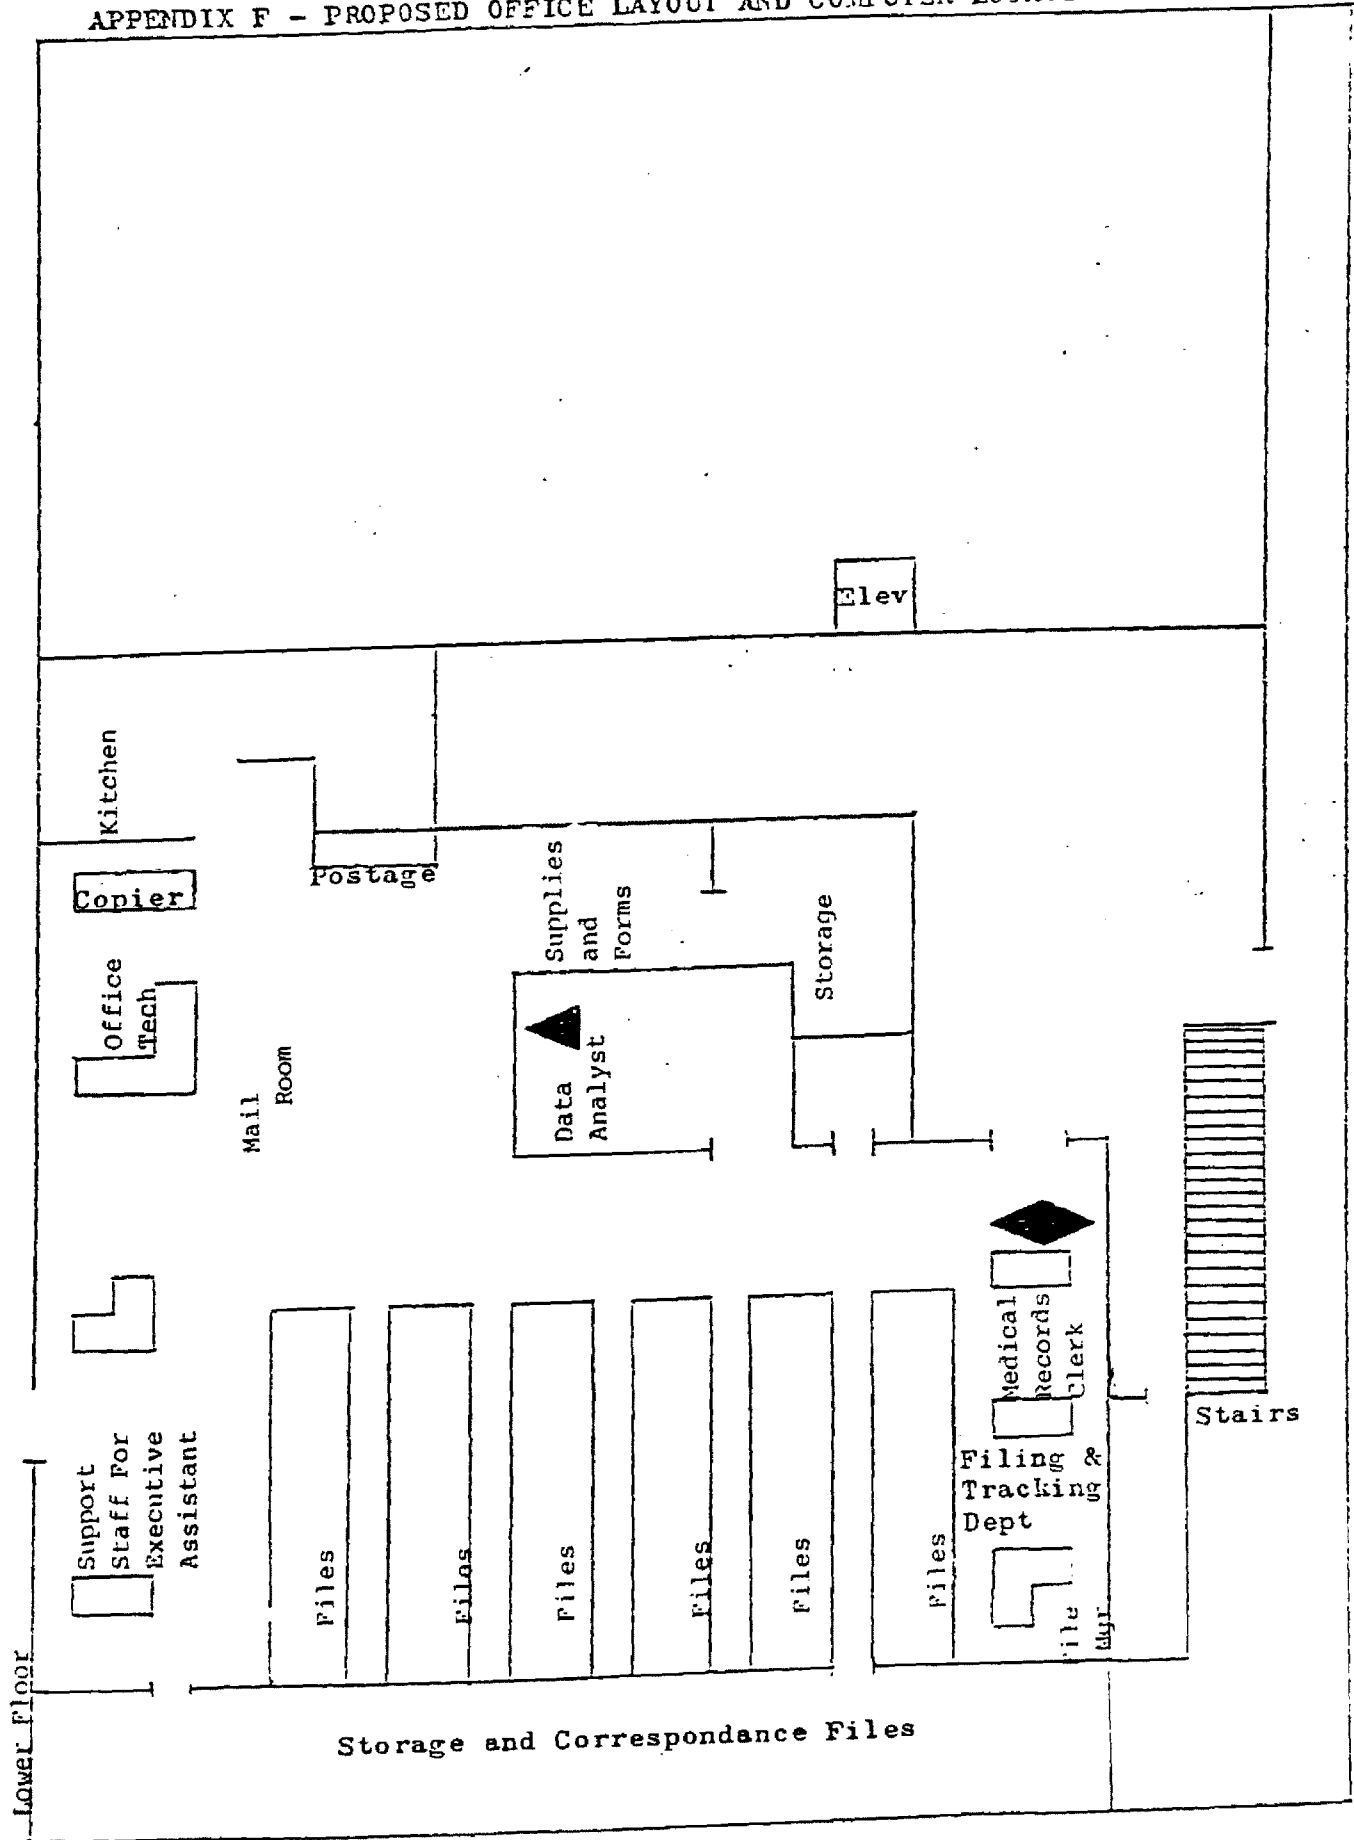 APPENDIX F - PROPOSED OFFICE LAYOUT AND COMPUTER
Elev
Kitchen
Copier
Postage
Supplies
and
Forms
Storage
Office
Tech
Mail
Room
Data
Analyst
Medical
Records
Clerk
Stairs
Support
Staff For
Executive
Assistant
Filing &
Tracking
Dept
Files
Files
Files
Files
Files
Files
Mgr
Lower Floor
Storage and Correspondance Files